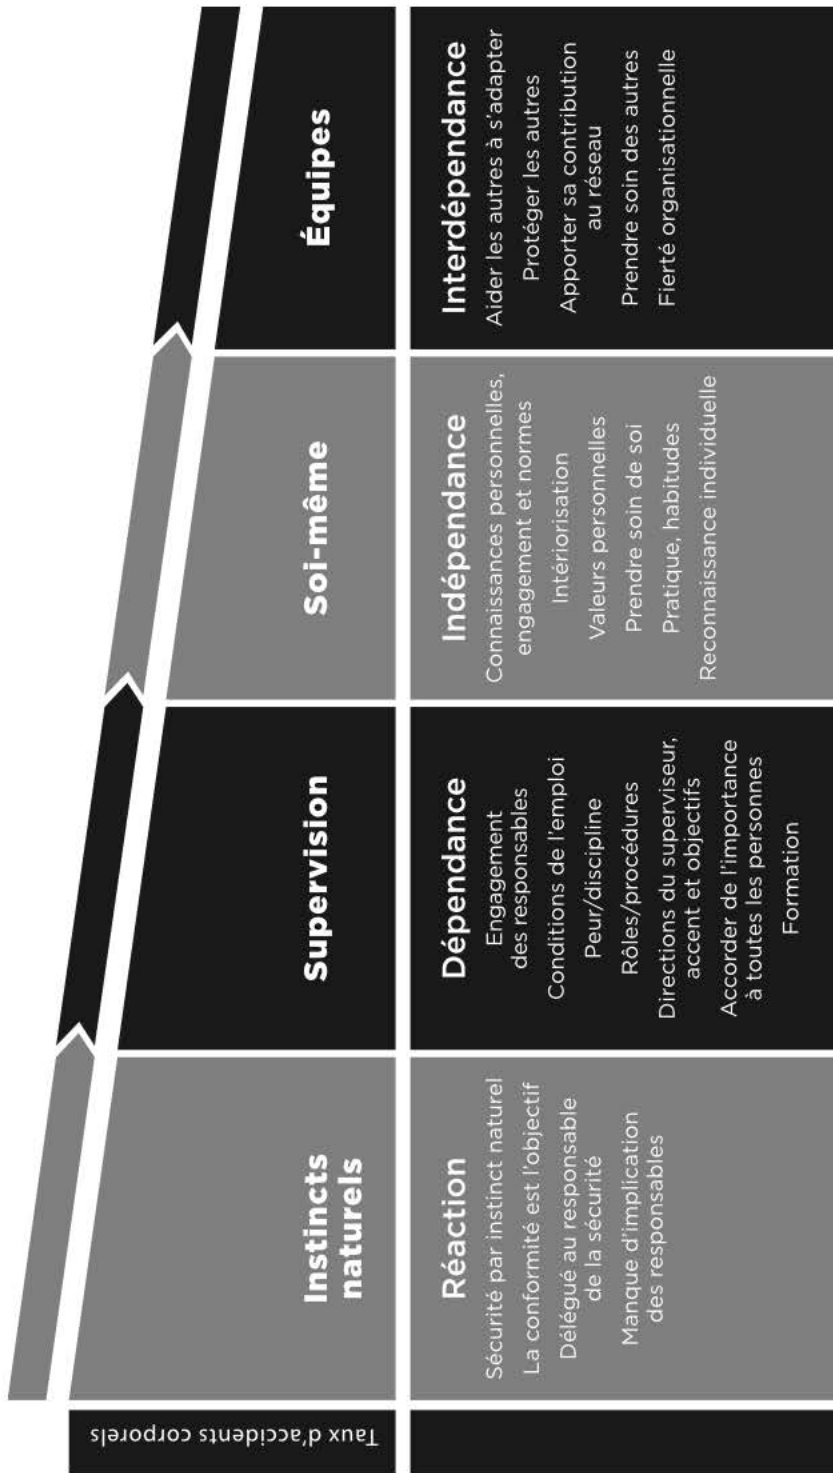 Taux d'accidents corporels
Instincts
naturels
Réaction
Sécurité par instinct naturel
La conformité est l'objectif
Délégué au responsable
de la sécurité
Manque d'implication
des responsables
Supervision
Dépendance
Engagement
des responsables
Conditions de l'emploi
Peur/discipline
Rôles/procédures
Directions du superviseur,
accent et objectifs
Accorder de l'importance
à toutes les personnes
Formation
Soi-même
Indépendance
Connaissances personnelles,
engagement et normes
Intériorisation
Valeurs personnelles
Prendre soin de soi
Pratique, habitudes
Reconnaissance individuelle
Équipes
Interdépendance
Aider les autres à s'adapter
Protéger les autres
Apporter sa contribution
au réseau
Prendre soin des autres
Fierté organisationnelle